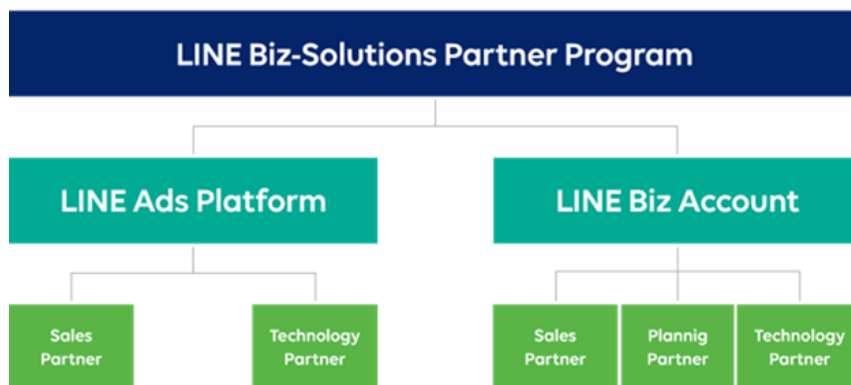 LINE Biz-Solutions Partner Program
LINE Ads Platform
LINE Biz Account
Sales
Partner
Technology
Partner
Sales
Partner
Plannig
Partner
Technology
Partner